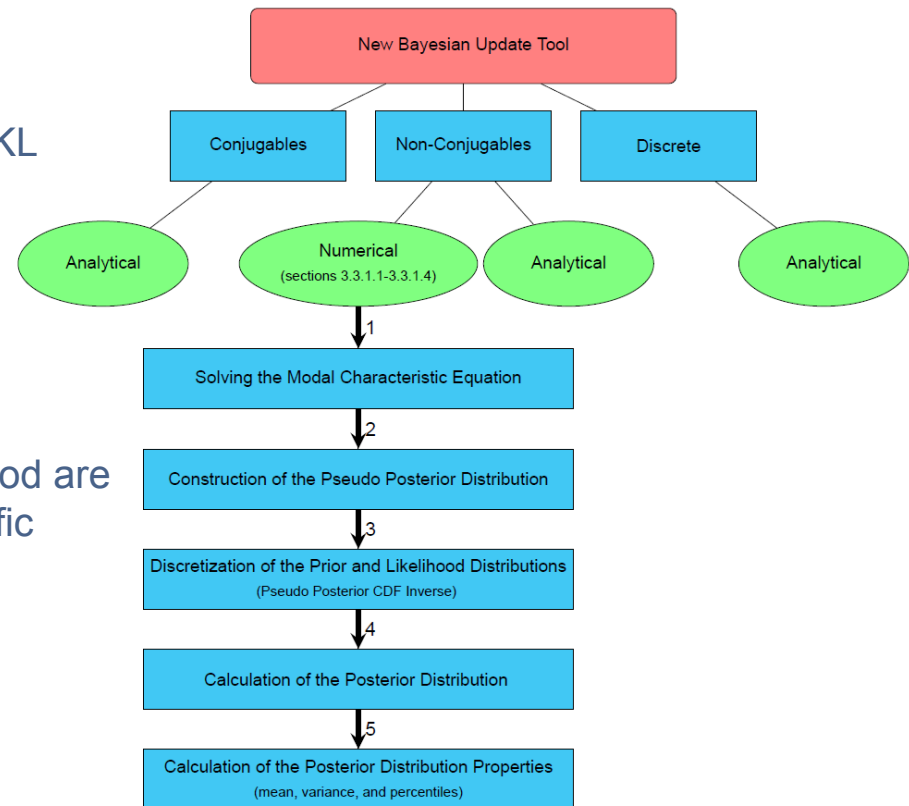 New Bayesian Update Tool
KL
Conjugables
Non-Conjugables
Discrete
Analytical
Numerical
(sections 3.3.1.1-3.3.1.4)
Analytical
Analytical
1
Solving the Modal Characteristic Equation
2
od are
Construction of the Pseudo Posterior Distribution
fic
3
Discretization of the Prior and Likelihood Distributions
(Pseudo Posterior CDF Inverse)
4
Calculation of the Posterior Distribution
5
Calculation of the Posterior Distribution Properties
(mean, variance, and percentiles)